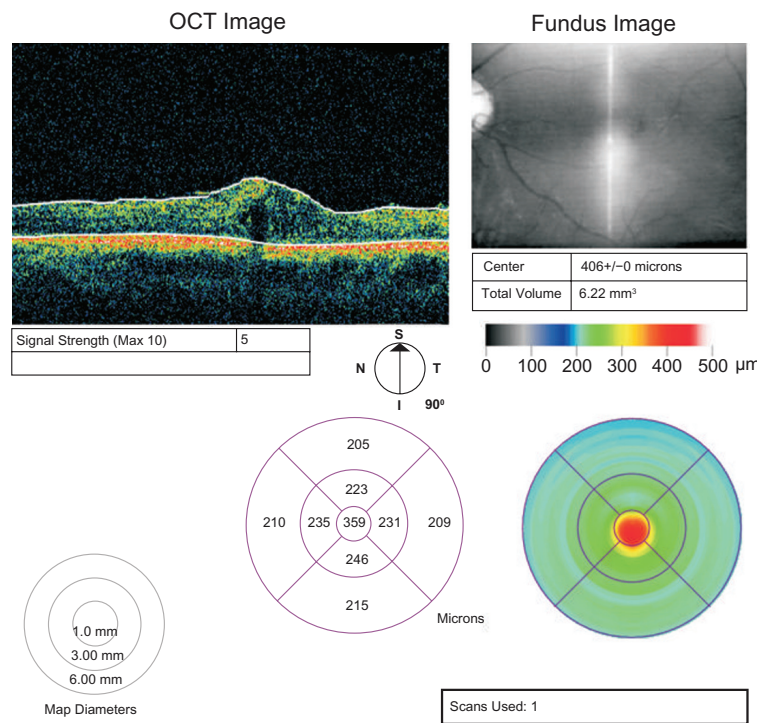 OCT Image
Fundus Image
Center 406+/−0 microns
Total Volume 6.22 mm³
Signal Strength (Max 10) 5
0 100 200 300 400 500 μm
S
N T
I 90⁰
205
223
210 235 359 231 209
246
215
Microns
1.0 mm
3.00 mm
6.00 mm
Map Diameters
Scans Used: 1